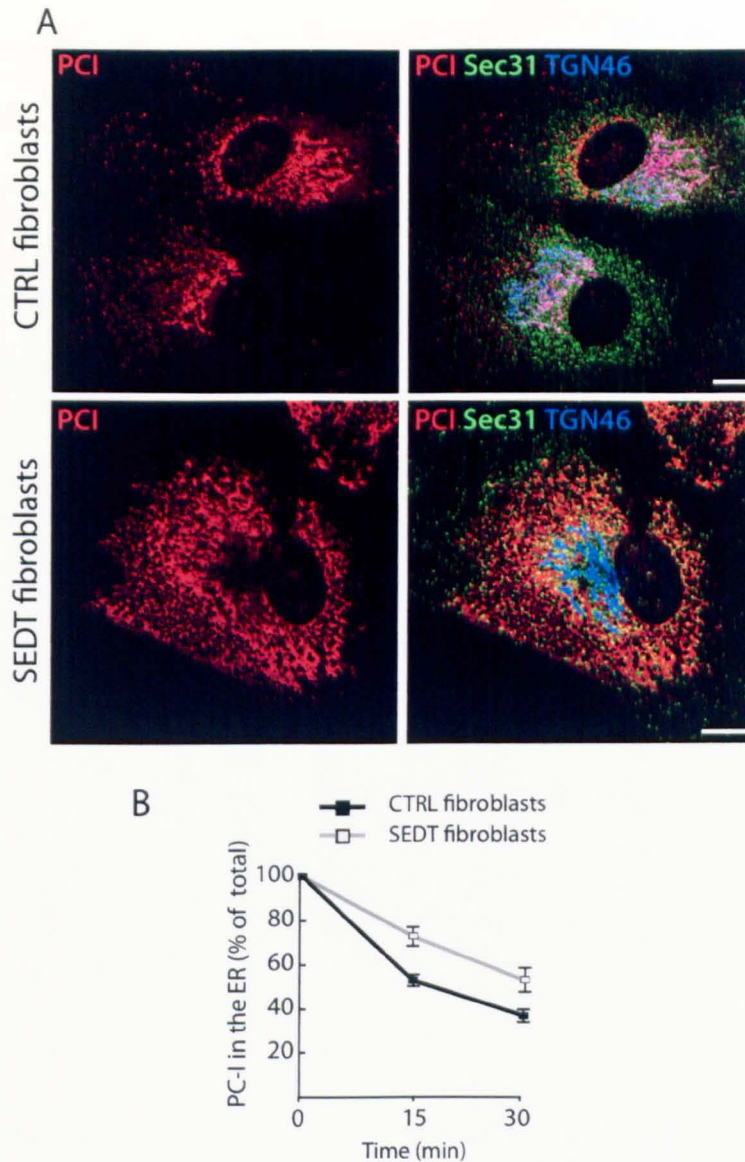 A
CTRL fibroblasts
PCI
PCI Sec31 TGN46
SEDT fibroblasts
PCI
PCI Sec31 TGN46
B
CTRL fibroblasts
SEDT fibroblasts
PC-I in the ER (% of total)
100
80
60
40
20
0 15 30
Time (min)